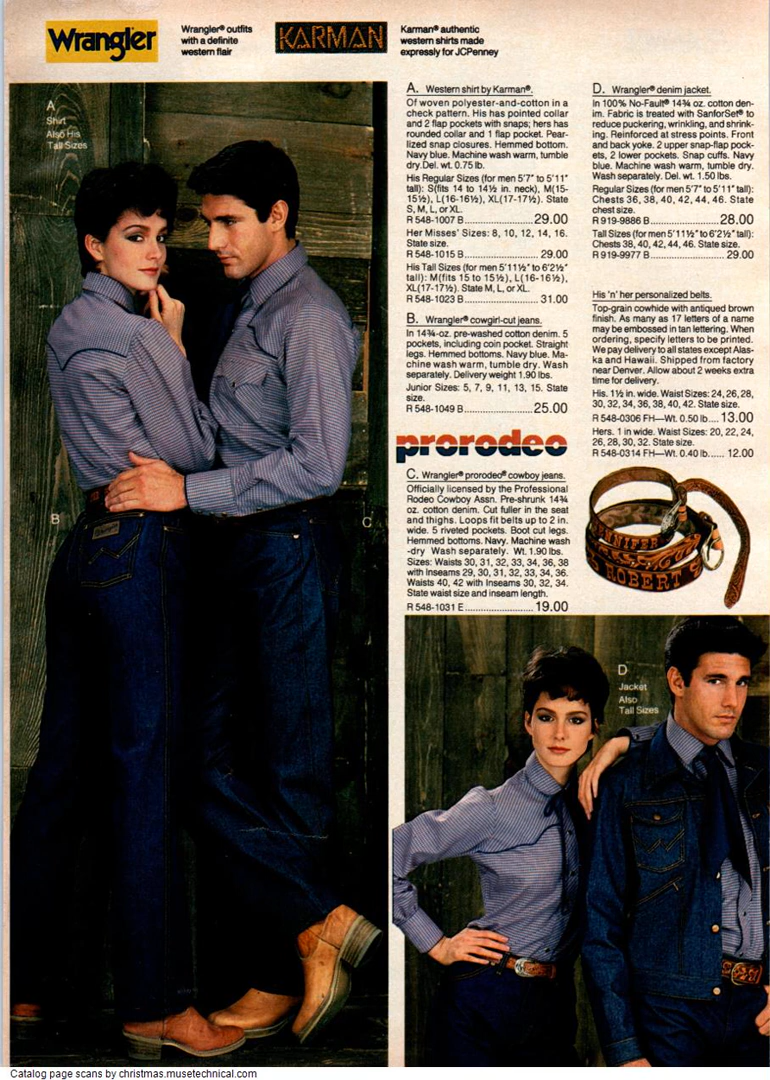 Wrangler
Wrangler® outfits
with a definite
western flair
KARMAN
Karman® authentic
western shirts made
expressly for JCPenney
A
Shirt
Also His
Tall Sizes
B
C
A. Western shirt by Karman®.
Of woven polyester-and-cotton in a
check pattern. His has pointed collar
and 2 flap pockets with snaps; hers has
rounded collar and 1 flap pocket. Pear-
lized snap closures. Hemmed bottom.
Navy blue. Machine wash warm, tumble
dry. Del. wt. 0.75 lb.
His Regular Sizes (for men 5'7" to 5'11"
tall): S(fits 14 to 14½ in. neck), M(15-
15½), L(16-16½), XL(17-17½). State
S, M, L, or XL.
R 548-1007 B..........................29.00
Her Misses' Sizes: 8, 10, 12, 14, 16.
State size.
R 548-1015 B..........................29.00
His Tall Sizes (for men 5'11½" to 6'2½"
tall): M(fits 15 to 15½), L(16-16½),
XL(17-17½). State M, L, or XL.
R 548-1023 B..........................31.00
B. Wrangler® cowgirl-cut jeans.
In 14¾-oz. pre-washed cotton denim. 5
pockets, including coin pocket. Straight
legs. Hemmed bottoms. Navy blue. Ma-
chine wash warm, tumble dry. Wash
separately. Delivery weight 1.90 lbs.
Junior Sizes: 5, 7, 9, 11, 13, 15. State
size.
R 548-1049 B..........................25.00
prorodeo
C. Wrangler® prorodeo® cowboy jeans.
Officially licensed by the Professional
Rodeo Cowboy Assn. Pre-shrunk 14¾
oz. cotton denim. Cut fuller in the seat
and thighs. Loops fit belts up to 2 in.
wide. 5 riveted pockets. Boot cut legs.
Hemmed bottoms. Navy. Machine wash
-dry Wash separately. Wt. 1.90 lbs.
Sizes: Waists 30, 31, 32, 33, 34, 36, 38
with Inseams 29, 30, 31, 32, 33, 34, 36.
Waists 40, 42 with Inseams 30, 32, 34.
State waist size and inseam length.
R 548-1031 E..........................19.00
D. Wrangler® denim jacket.
In 100% No-Fault® 14¾ oz. cotton den-
im. Fabric is treated with SanforSet® to
reduce puckering, wrinkling, and shrink-
ing. Reinforced at stress points. Front
and back yoke. 2 upper snap-flap pock-
ets, 2 lower pockets. Snap cuffs. Navy
blue. Machine wash warm, tumble dry.
Wash separately. Del. wt. 1.50 lbs.
Regular Sizes (for men 5'7" to 5'11" tall):
Chests 36, 38, 40, 42, 44, 46. State
chest size.
R 919-9886 B..........................28.00
Tall Sizes (for men 5'11½" to 6'2½" tall):
Chests 38, 40, 42, 44, 46. State size.
R 919-9977 B..........................29.00
His 'n' her personalized belts.
Top-grain cowhide with antiqued brown
finish. As many as 17 letters of a name
may be embossed in tan lettering. When
ordering, specify letters to be printed.
We pay delivery to all states except Alas-
ka and Hawaii. Shipped from factory
near Denver. Allow about 2 weeks extra
time for delivery.
His. 1½ in. wide. Waist Sizes: 24, 26, 28,
30, 32, 34, 36, 38, 40, 42. State size.
R 548-0306 FH—Wt. 0.50 lb.... 13.00
Hers. 1 in wide. Waist Sizes: 20, 22, 24,
26, 28, 30, 32. State size.
R 548-0314 FH—Wt. 0.40 lb...... 12.00
JENNIFER
ROBERT
D
Jacket
Also
Tall Sizes
Catalog page scans by christmas.musetechnical.com